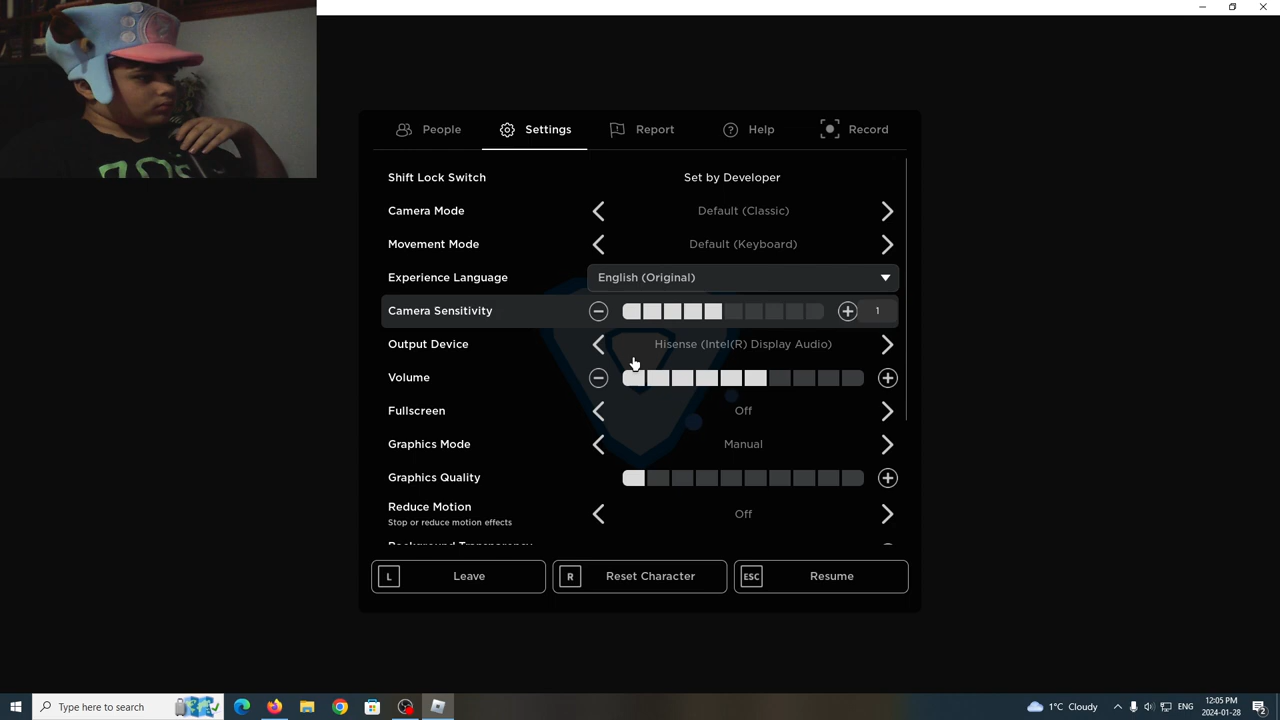 People
Settings
Report
Help
Record
Shift Lock Switch Set by Developer
Camera Mode Default (Classic)
Movement Mode Default (Keyboard)
Experience Language English (Original)
Camera Sensitivity 1
Output Device Hisense (Intel(R) Display Audio)
Volume
Fullscreen Off
Graphics Mode Manual
Graphics Quality
Reduce Motion Off
Stop or reduce motion effects
Background Transparency
L Leave
R Reset Character
ESC Resume
Type here to search
1°C Cloudy
ENG
12:05 PM
2024-01-28
2